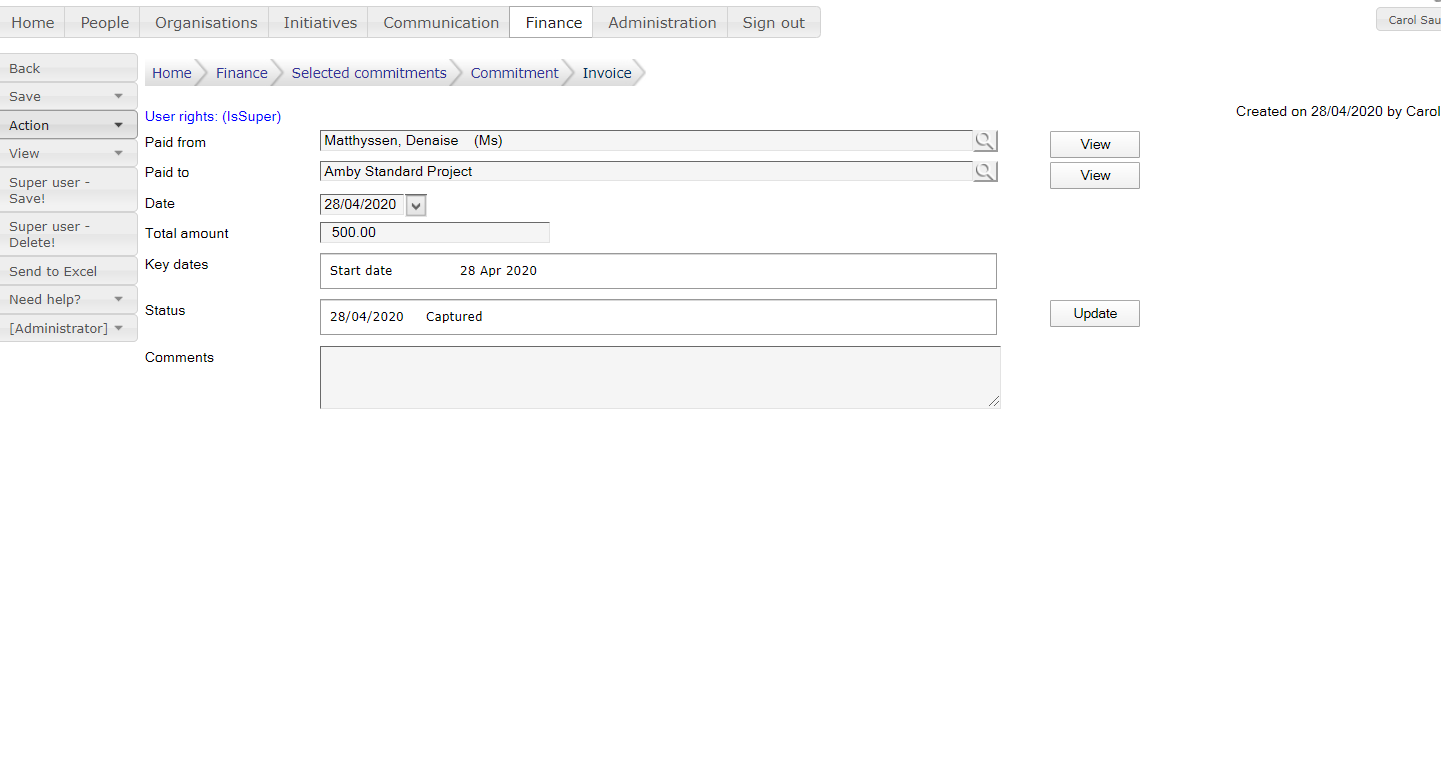 Home People Organisations Initiatives Communication Finance Administration Sign out
Carol Sau
Back
Save
Action
View
Super user -
Save!
Super user -
Delete!
Send to Excel
Need help?
[Administrator]
Home Finance Selected commitments Commitment Invoice
User rights: (IsSuper)
Created on 28/04/2020 by Carol
Paid from Matthyssen, Denaise (Ms) View
Paid to Amby Standard Project View
Date 28/04/2020
Total amount 500.00
Key dates Start date 28 Apr 2020
Status 28/04/2020 Captured Update
Comments